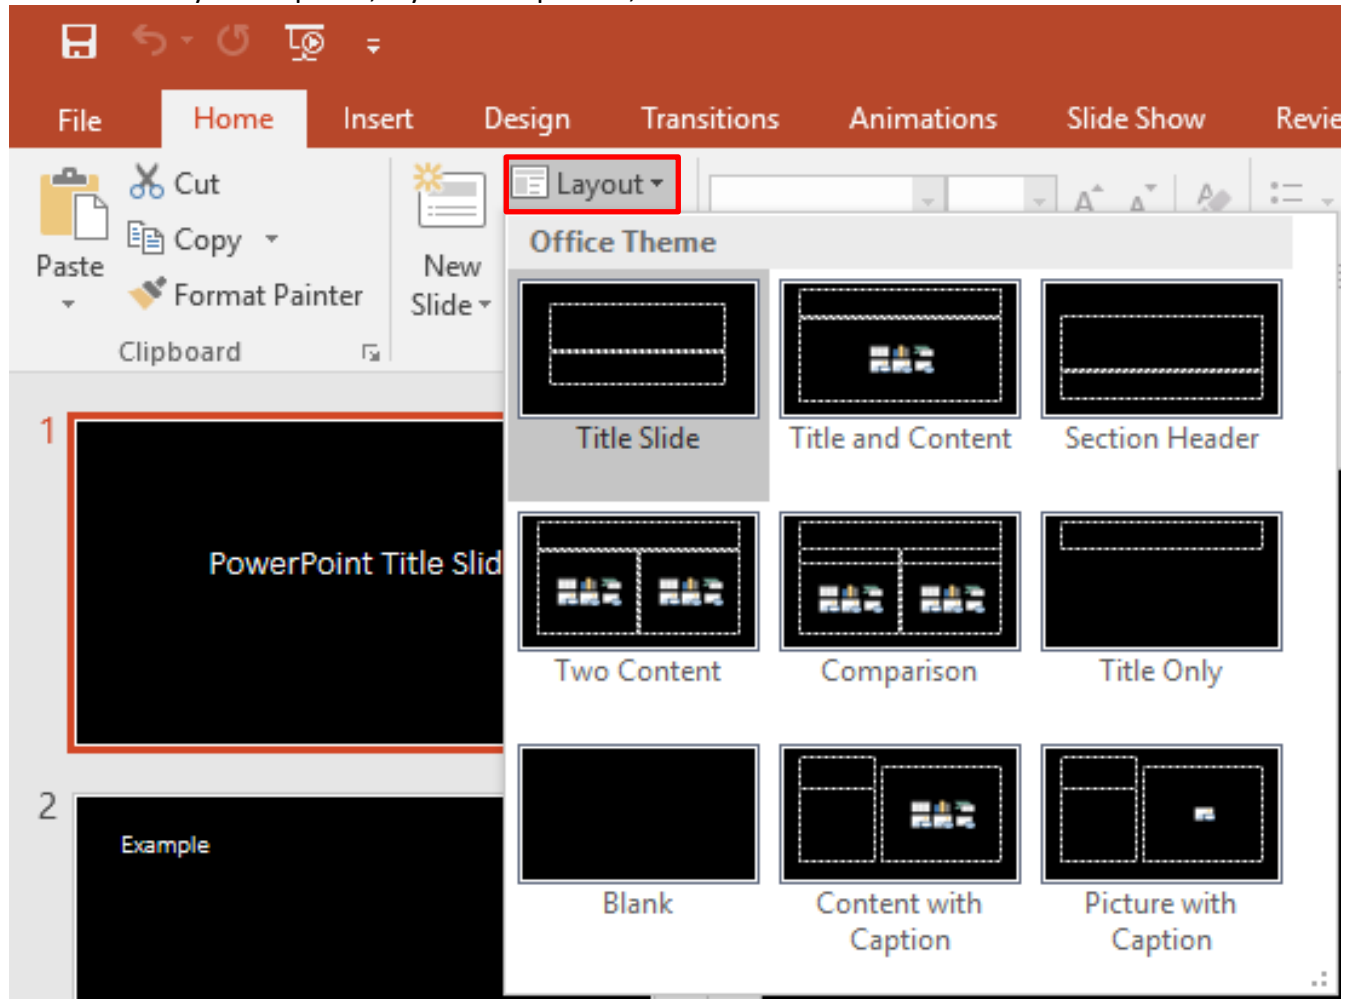 File Home Insert Design Transitions Animations Slide Show Revie
Cut
Copy
Format Painter
Paste
Clipboard
New
Slide
Layout
Office Theme
Title Slide Title and Content Section Header
Two Content Comparison Title Only
Blank Content with Caption Picture with Caption
1
PowerPoint Title Slid
2
Example